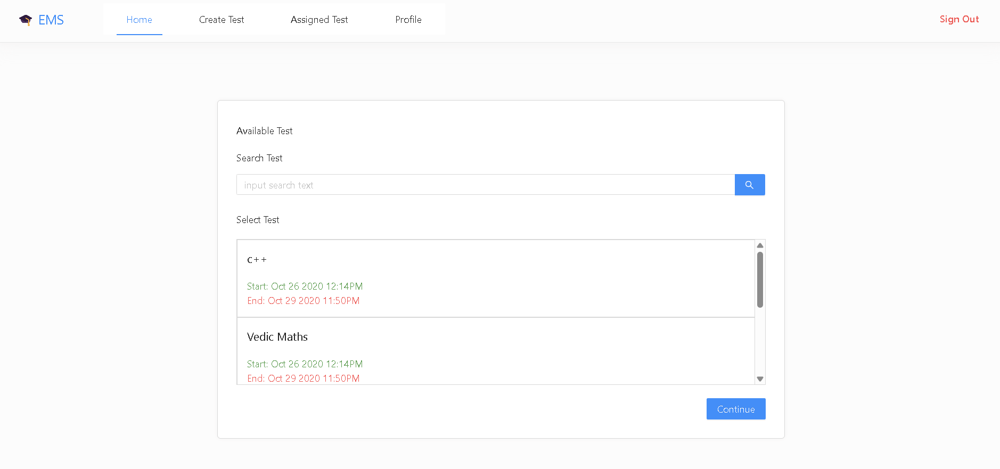 EMS Home Create Test Assigned Test Profile Sign Out
Available Test
Search Test
input search text
Select Test
c++
Start: Oct 26 2020 12:14PM
End: Oct 29 2020 11:50PM
Vedic Maths
Start: Oct 26 2020 12:14PM
End: Oct 29 2020 11:50PM
Continue